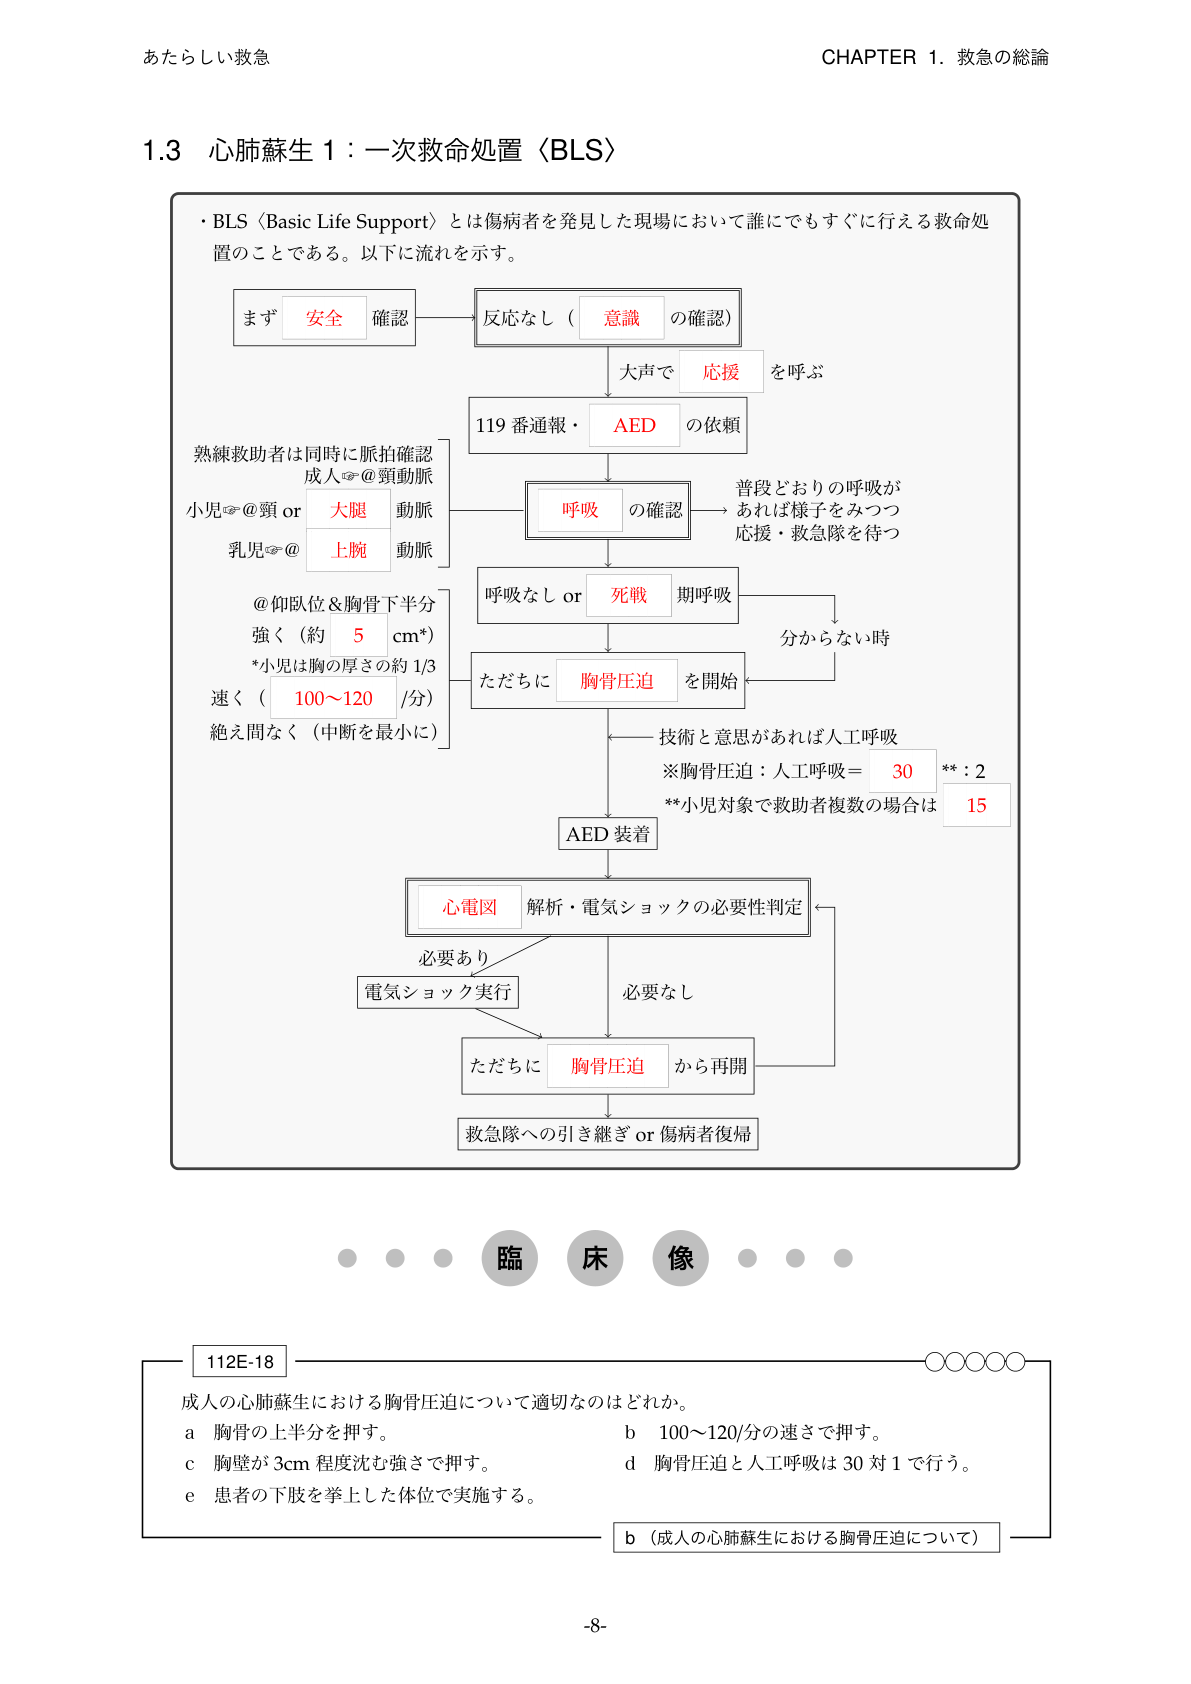 あたらしい救急
CHAPTER 1. 救急の総論
1.3 心肺蘇生 1：一次救命処置〈BLS〉
・BLS〈Basic Life Support〉とは傷病者を発見した現場において誰にでもすぐに行える救命処
置のことである。以下に流れを示す。
まず 安全 確認
反応なし（ 意識 の確認）
大声で 応援 を呼ぶ
119 番通報・ AED の依頼
熟練救助者は同時に脈拍確認
成人☞@頸動脈
小児☞@頸 or 大腿 動脈
乳児☞@ 上腕 動脈
呼吸 の確認
普段どおりの呼吸が
あれば様子をみつつ
応援・救急隊を待つ
呼吸なし or 死戦 期呼吸
分からない時
@仰臥位＆胸骨下半分
強く（約 5 cm*）
*小児は胸の厚さの約 1/3
速く（ 100〜120 /分）
絶え間なく（中断を最小に）
ただちに 胸骨圧迫 を開始
技術と意思があれば人工呼吸
※胸骨圧迫：人工呼吸＝ 30 **：2
**小児対象で救助者複数の場合は 15
AED 装着
心電図 解析・電気ショックの必要性判定
必要あり
電気ショック実行
必要なし
ただちに 胸骨圧迫 から再開
救急隊への引き継ぎ or 傷病者復帰
臨 床 像
112E-18
成人の心肺蘇生における胸骨圧迫について適切なのはどれか。
a 胸骨の上半分を押す。 b 100〜120/分の速さで押す。
c 胸壁が 3cm 程度沈む強さで押す。 d 胸骨圧迫と人工呼吸は 30 対 1 で行う。
e 患者の下肢を挙上した体位で実施する。
b （成人の心肺蘇生における胸骨圧迫について）
-8-